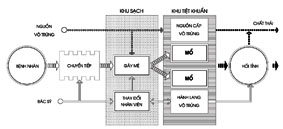 KHU SẠCH
KHU TIỆT KHUẨN
NGUỒN
VÔ TRÙNG
NGUỒN CẤP
VÔ TRÙNG
CHẤT THẢI
BỆNH NHÂN
CHUYỂN TIẾP
GÂY MÊ
MỔ
MỔ
HỒI TỈNH
BÁC SỸ
THAY ĐỔI
NHÂN VIÊN
HÀNH LANG
VÔ TRÙNG